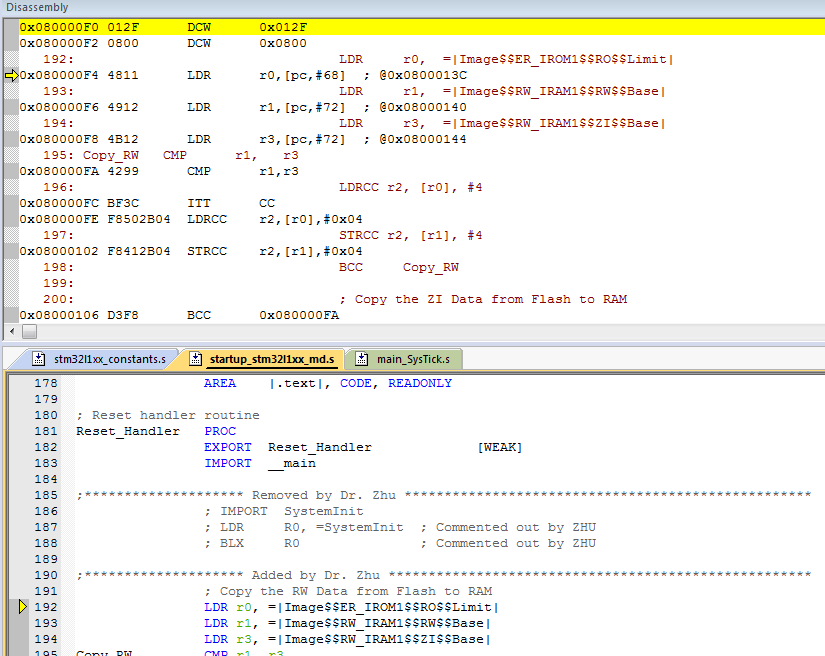 Disassembly
0x080000F0 012F DCW 0x012F
0x080000F2 0800 DCW 0x0800
192: LDR r0, =|Image$$ER_IROM1$$RO$$Limit|
0x080000F4 4811 LDR r0,[pc,#68] ; @0x0800013C
193: LDR r1, =|Image$$RW_IRAM1$$RW$$Base|
0x080000F6 4912 LDR r1,[pc,#72] ; @0x08000140
194: LDR r3, =|Image$$RW_IRAM1$$ZI$$Base|
0x080000F8 4B12 LDR r3,[pc,#72] ; @0x08000144
195: Copy_RW CMP r1, r3
0x080000FA 4299 CMP r1,r3
196: LDRCC r2, [r0], #4
0x080000FC BF3C ITT CC
0x080000FE F8502B04 LDRCC r2,[r0],#0x04
197: STRCC r2, [r1], #4
0x08000102 F8412B04 STRCC r2,[r1],#0x04
198: BCC Copy_RW
199:
200: ; Copy the ZI Data from Flash to RAM
0x08000106 D3F8 BCC 0x080000FA
stm32l1xx_constants.s startup_stm32l1xx_md.s main_SysTick.s
178 AREA |.text|, CODE, READONLY
179
180 ; Reset handler routine
181 Reset_Handler PROC
182 EXPORT Reset_Handler [WEAK]
183 IMPORT __main
184
185 ;******************** Removed by Dr. Zhu ***************************************************
186 ; IMPORT SystemInit
187 ; LDR R0, =SystemInit ; Commented out by ZHU
188 ; BLX R0 ; Commented out by ZHU
189
190 ;******************** Added by Dr. Zhu *****************************************************
191 ; Copy the RW Data from Flash to RAM
192 LDR r0, =|Image$$ER_IROM1$$RO$$Limit|
193 LDR r1, =|Image$$RW_IRAM1$$RW$$Base|
194 LDR r3, =|Image$$RW_IRAM1$$ZI$$Base|
195 Copy_RW CMP r1, r3